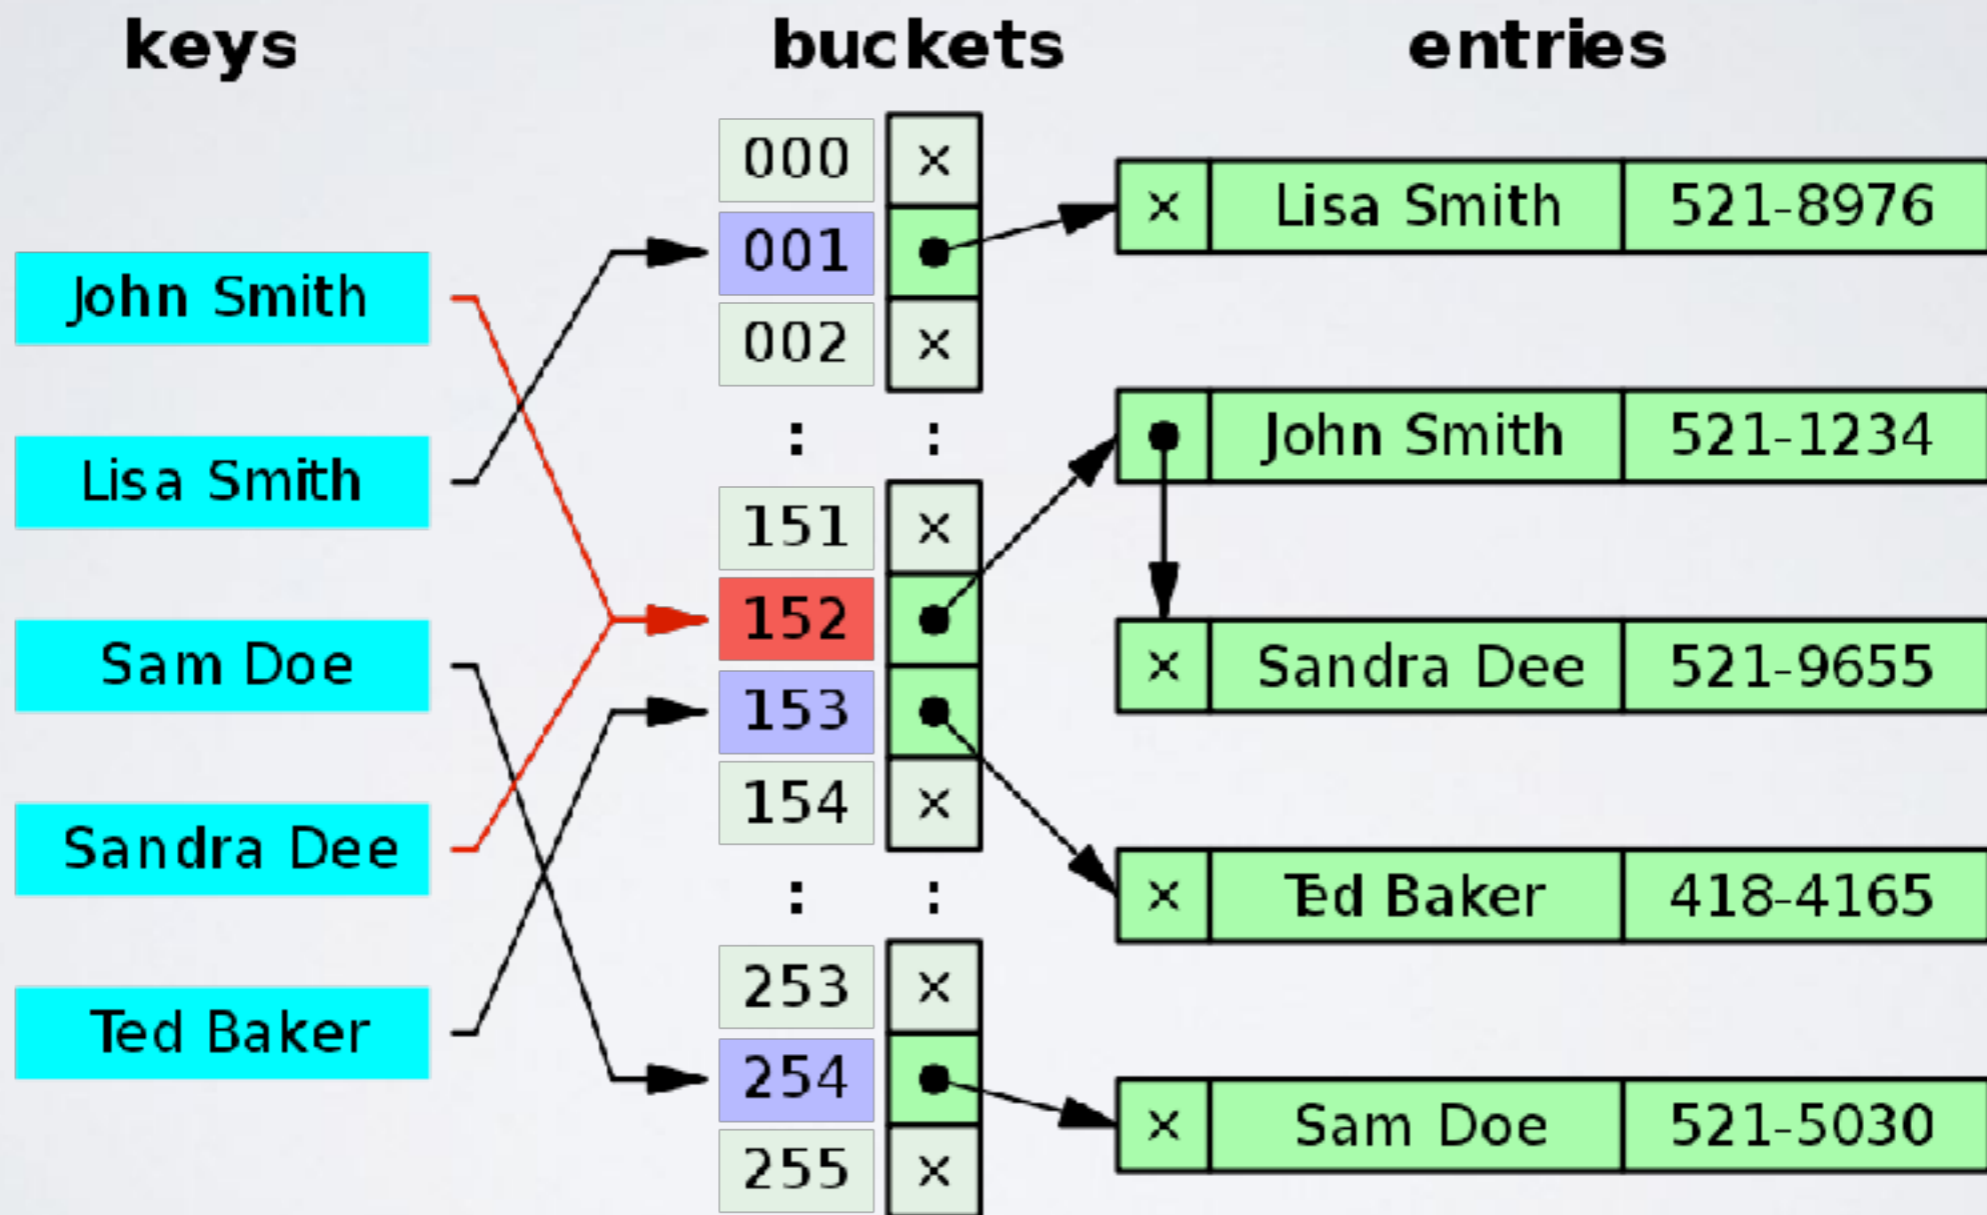 keys
buckets
entries
John Smith
Lisa Smith
Sam Doe
Sandra Dee
Ted Baker
000 ×
001
002 ×
: :
151 ×
152
153
154 ×
: :
253 ×
254
255 ×
× Lisa Smith 521-8976
John Smith 521-1234
× Sandra Dee 521-9655
× Ted Baker 418-4165
× Sam Doe 521-5030